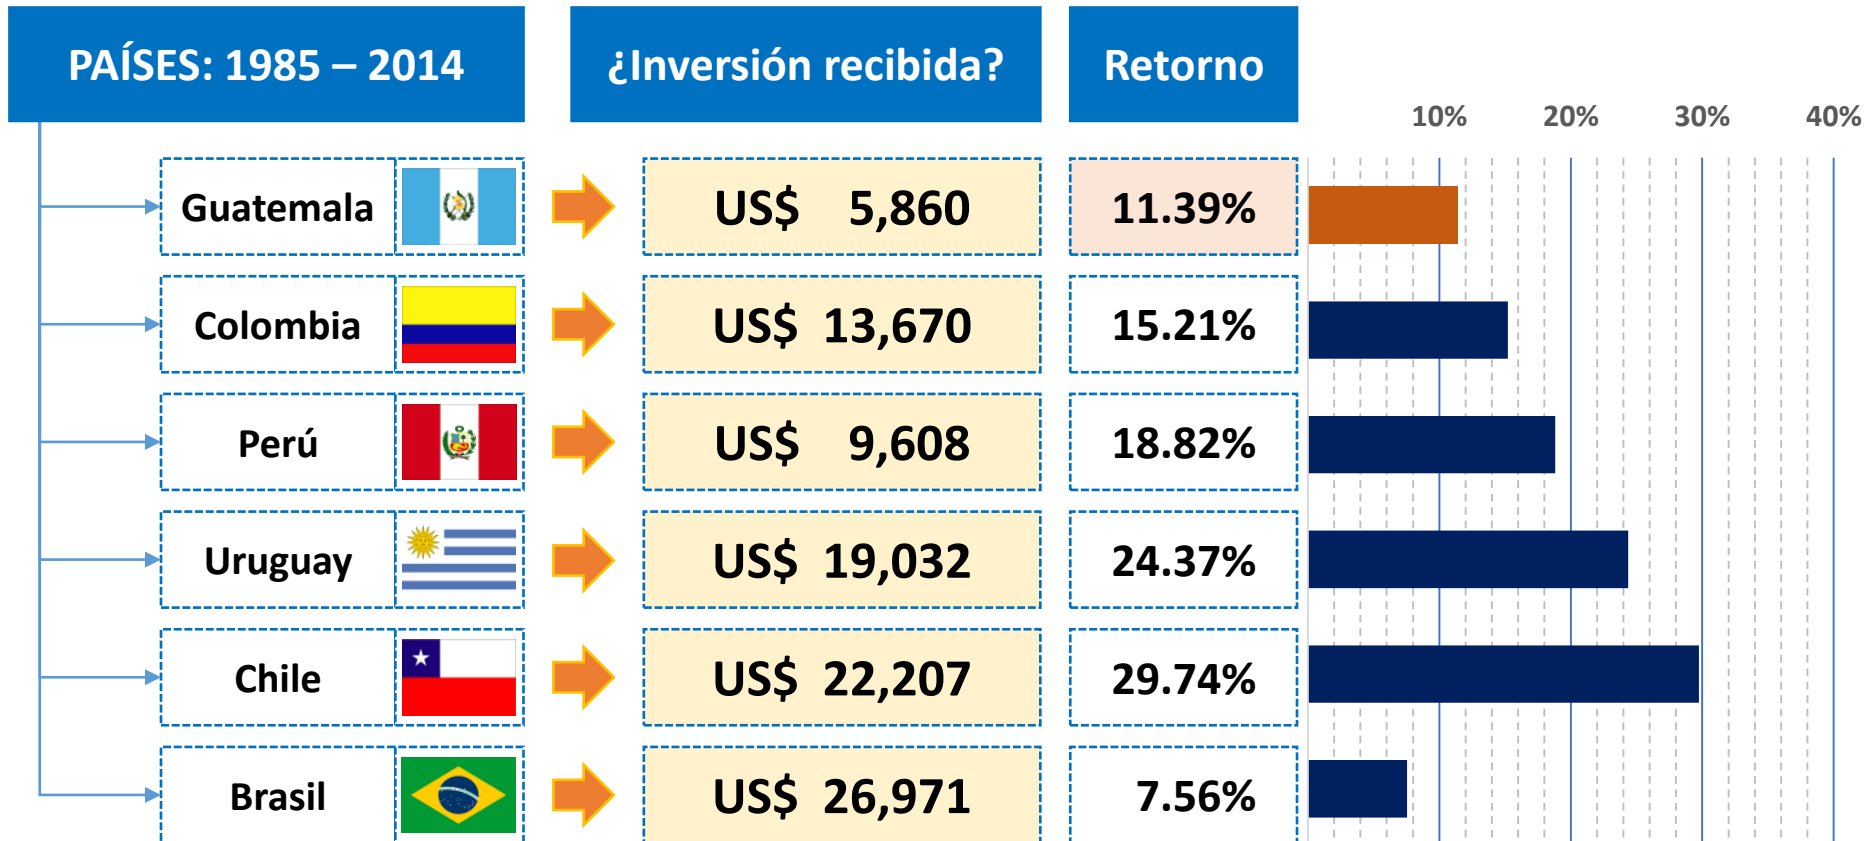 PAÍSES: 1985 – 2014 ¿Inversión recibida? Retorno
10% 20% 30% 40%
Guatemala US$ 5,860 11.39%
Colombia US$ 13,670 15.21%
Perú US$ 9,608 18.82%
Uruguay US$ 19,032 24.37%
Chile US$ 22,207 29.74%
Brasil US$ 26,971 7.56%